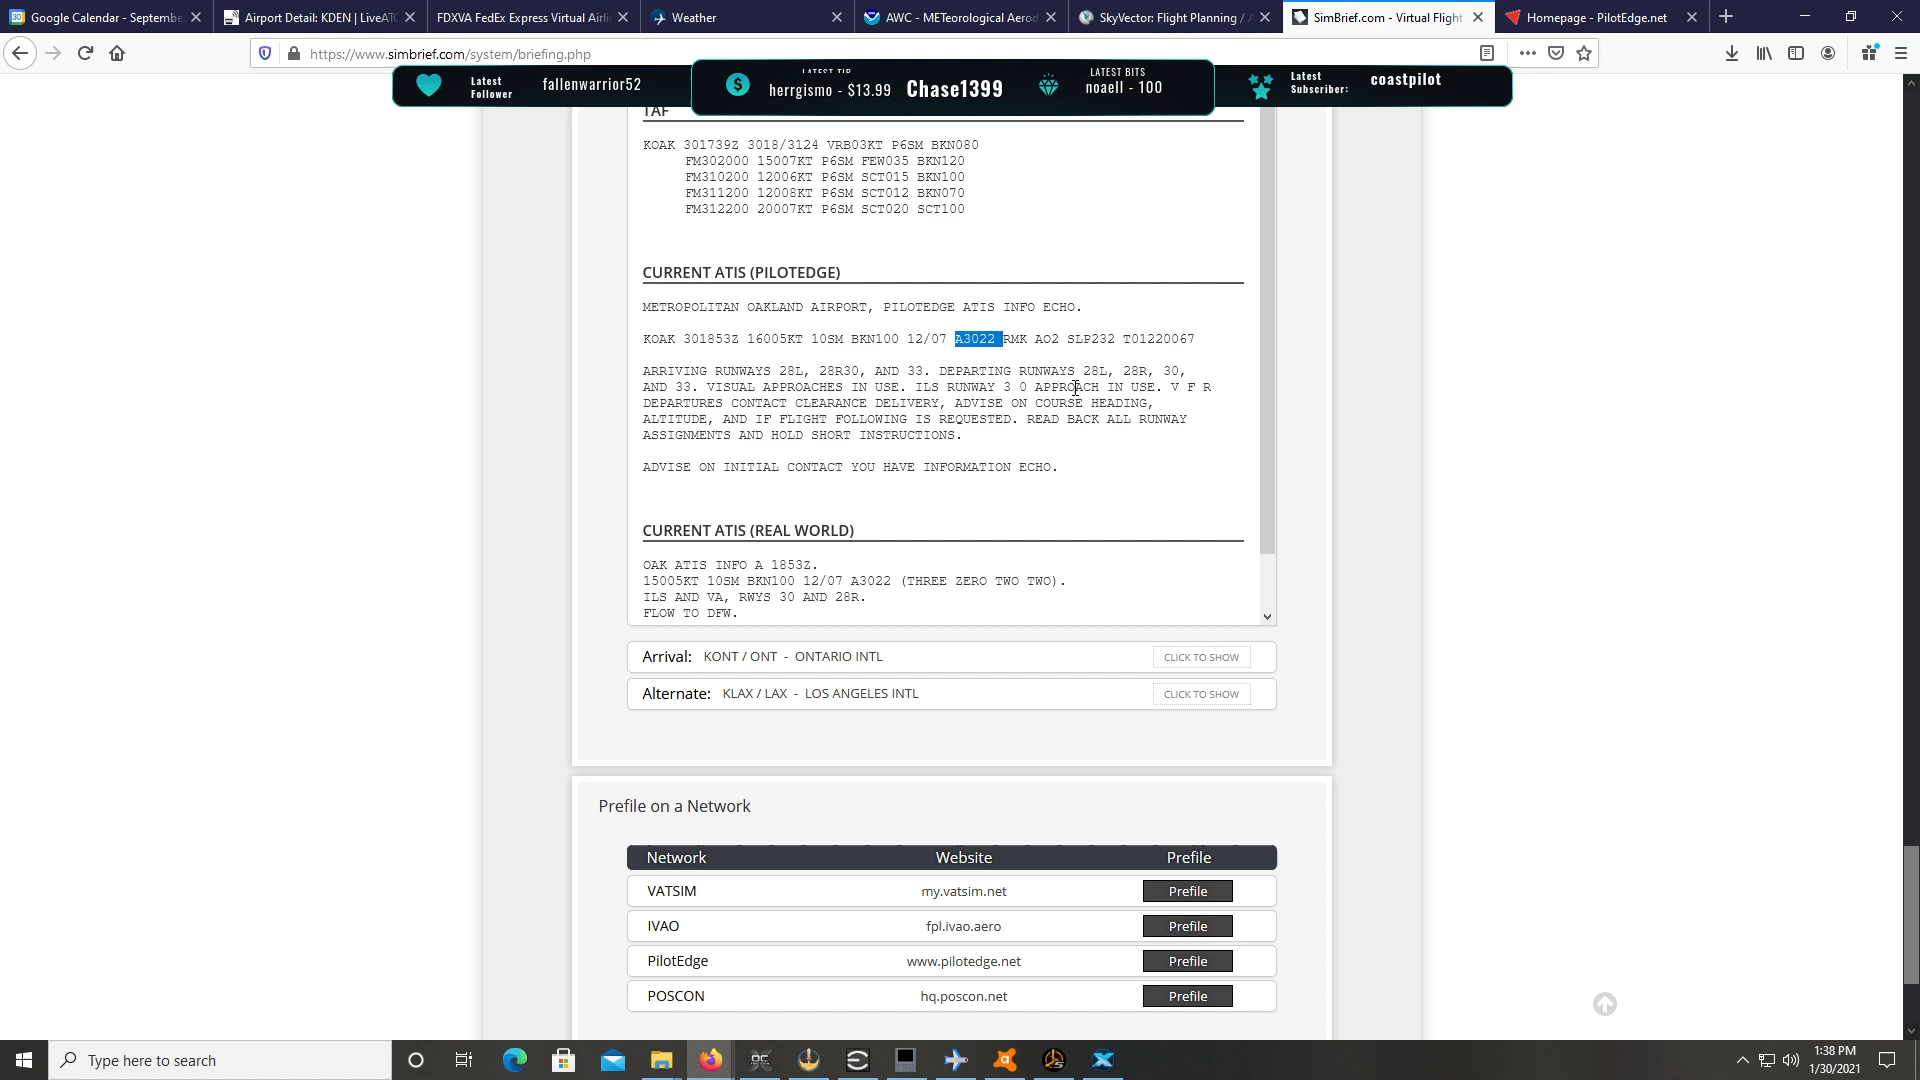 Google Calendar - Septembe
Airport Detail: KDEN | LiveATC
FDXVA FedEx Express Virtual Airli
Weather
AWC - METeorological Aerod
SkyVector: Flight Planning / A
SimBrief.com - Virtual Flight
Homepage - PilotEdge.net
https://www.simbrief.com/system/briefing.php
Latest
Follower
fallenwarrior52
LATEST TIP
herrgismo - $13.99
Chase1399
LATEST BITS
noaell - 100
Latest
Subscriber:
coastpilot
TAF
KOAK 301739Z 3018/3124 VRB03KT P6SM BKN080
FM302000 15007KT P6SM FEW035 BKN120
FM310200 12006KT P6SM SCT015 BKN100
FM311200 12008KT P6SM SCT012 BKN070
FM312200 20007KT P6SM SCT020 SCT100
CURRENT ATIS (PILOTEDGE)
METROPOLITAN OAKLAND AIRPORT, PILOTEDGE ATIS INFO ECHO.
KOAK 301853Z 16005KT 10SM BKN100 12/07 A3022 RMK AO2 SLP232 T01220067
ARRIVING RUNWAYS 28L, 28R30, AND 33. DEPARTING RUNWAYS 28L, 28R, 30,
AND 33. VISUAL APPROACHES IN USE. ILS RUNWAY 3 0 APPROACH IN USE. V F R
DEPARTURES CONTACT CLEARANCE DELIVERY, ADVISE ON COURSE HEADING,
ALTITUDE, AND IF FLIGHT FOLLOWING IS REQUESTED. READ BACK ALL RUNWAY
ASSIGNMENTS AND HOLD SHORT INSTRUCTIONS.
ADVISE ON INITIAL CONTACT YOU HAVE INFORMATION ECHO.
CURRENT ATIS (REAL WORLD)
OAK ATIS INFO A 1853Z.
15005KT 10SM BKN100 12/07 A3022 (THREE ZERO TWO TWO).
ILS AND VA, RWYS 30 AND 28R.
FLOW TO DFW.
Arrival: KONT / ONT - ONTARIO INTL CLICK TO SHOW
Alternate: KLAX / LAX - LOS ANGELES INTL CLICK TO SHOW
Prefile on a Network
Network Website Prefile
VATSIM my.vatsim.net Prefile
IVAO fpl.ivao.aero Prefile
PilotEdge www.pilotedge.net Prefile
POSCON hq.poscon.net Prefile
Type here to search
1:38 PM
1/30/2021